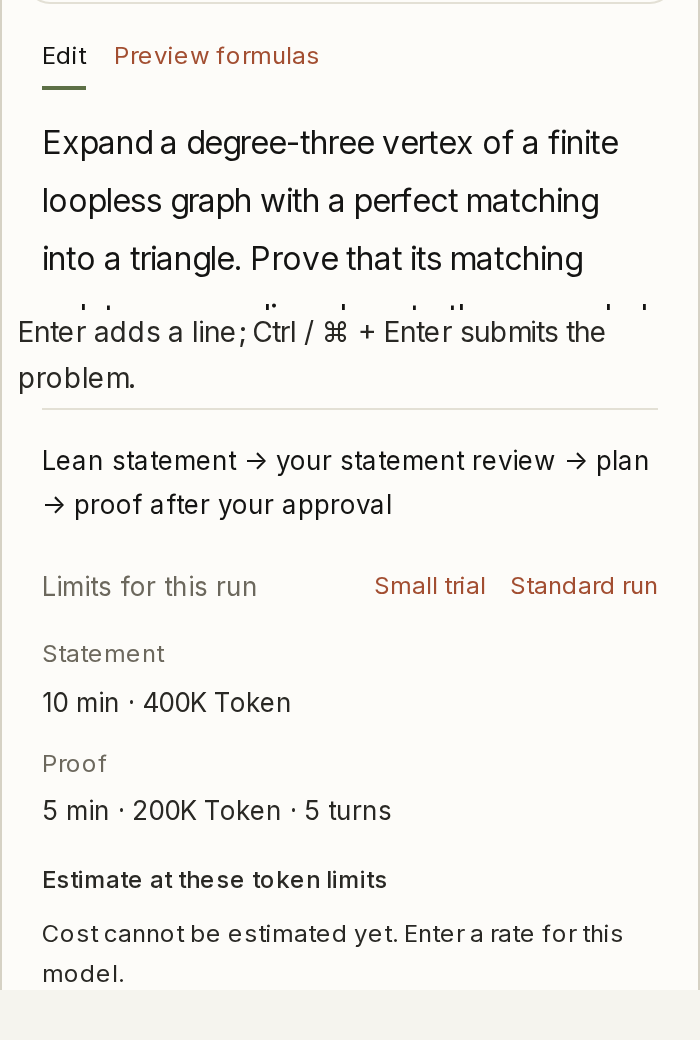 Edit Preview formulas
Expand a degree-three vertex of a finite
loopless graph with a perfect matching
into a triangle. Prove that its matching
Enter adds a line; Ctrl / ⌘ + Enter submits the
problem.
Lean statement → your statement review → plan
→ proof after your approval
Limits for this run Small trial Standard run
Statement
10 min · 400K Token
Proof
5 min · 200K Token · 5 turns
Estimate at these token limits
Cost cannot be estimated yet. Enter a rate for this
model.